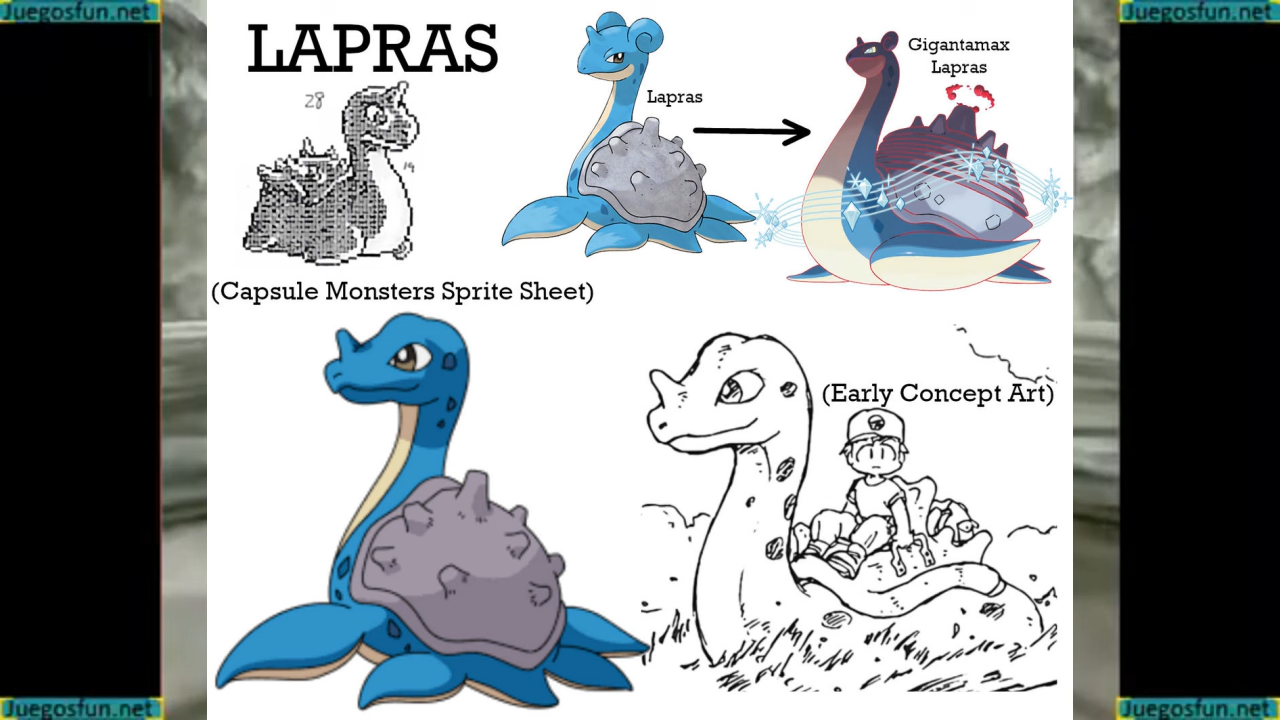 Juegosfun.net
Juegosfun.net
LAPRAS
28
19
Lapras
Gigantamax
Lapras
(Capsule Monsters Sprite Sheet)
(Early Concept Art)
Juegosfun.net
Juegosfun.net